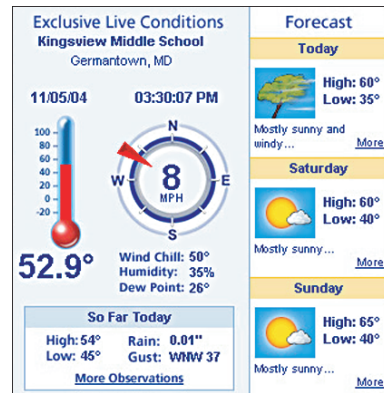 Exclusive Live Conditions
Kingsview Middle School
Germantown, MD
11/05/04 03:30:07 PM
100
80
60
40
20
0
-20
N
W
E
S
8
MPH
52.9°
Wind Chill: 50°
Humidity: 35%
Dew Point: 26°
So Far Today
High: 54° Rain: 0.01"
Low: 45° Gust: WNW 37
More Observations
Forecast
Today
High: 60°
Low: 35°
Mostly sunny and
windy... More
Saturday
High: 60°
Low: 40°
Mostly sunny...
More
Sunday
High: 65°
Low: 40°
Mostly sunny...
More